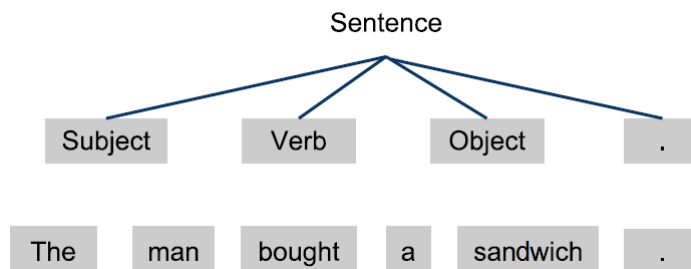 Sentence
Subject Verb Object .
The man bought a sandwich .